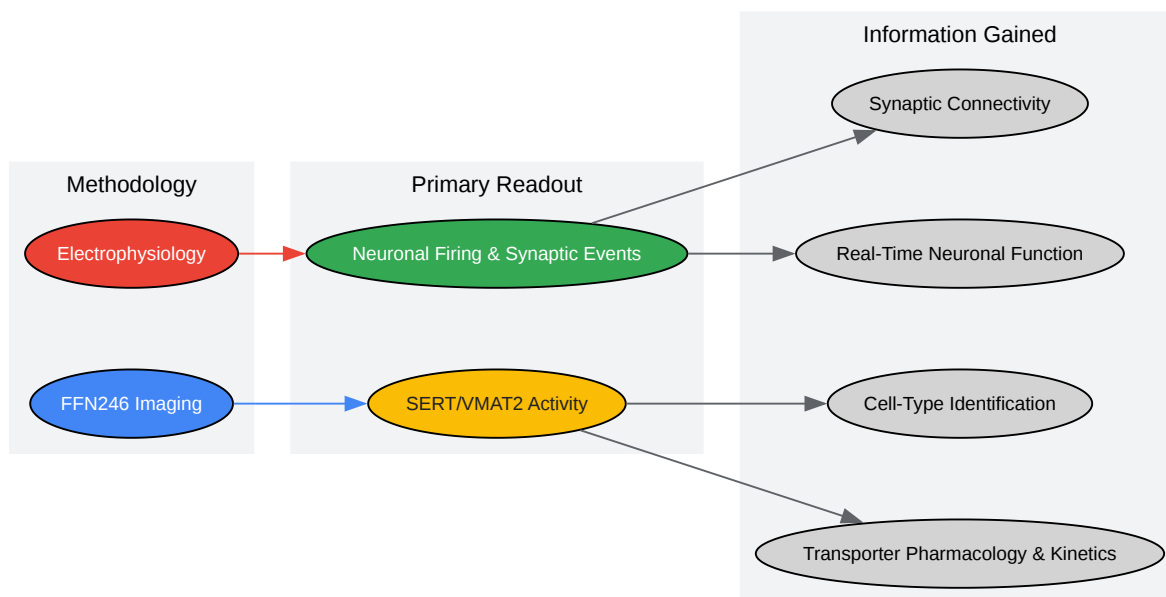 Information Gained
Synaptic Connectivity
Methodology
Primary Readout
Electrophysiology
Neuronal Firing & Synaptic Events
Real-Time Neuronal Function
FFN246 Imaging
SERT/VMAT2 Activity
Cell-Type Identification
Transporter Pharmacology & Kinetics